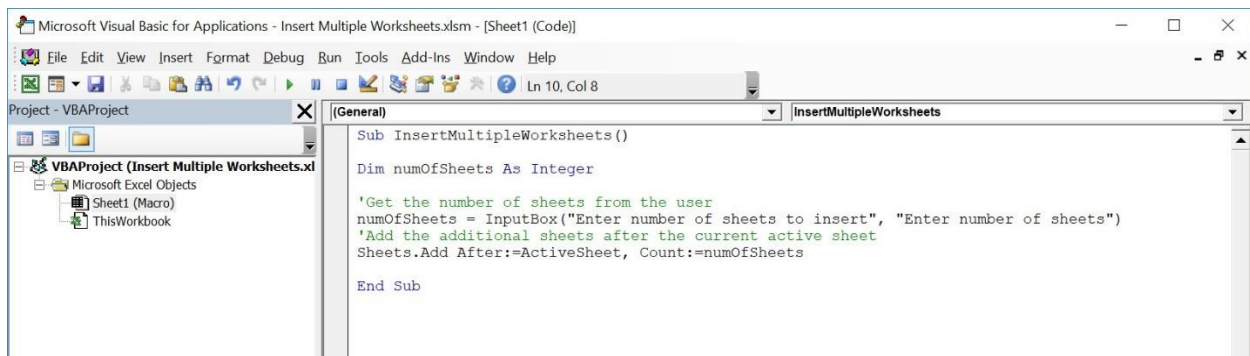 Microsoft Visual Basic for Applications - Insert Multiple Worksheets.xlsm - [Sheet1 (Code)]
File Edit View Insert Format Debug Run Tools Add-Ins Window Help
Ln 10, Col 8
Project - VBAProject
(General)
InsertMultipleWorksheets
VBAProject (Insert Multiple Worksheets.xl
Microsoft Excel Objects
Sheet1 (Macro)
ThisWorkbook
Sub InsertMultipleWorksheets()
Dim numOfSheets As Integer
'Get the number of sheets from the user
numOfSheets = InputBox("Enter number of sheets to insert", "Enter number of sheets")
'Add the additional sheets after the current active sheet
Sheets.Add After:=ActiveSheet, Count:=numOfSheets
End Sub